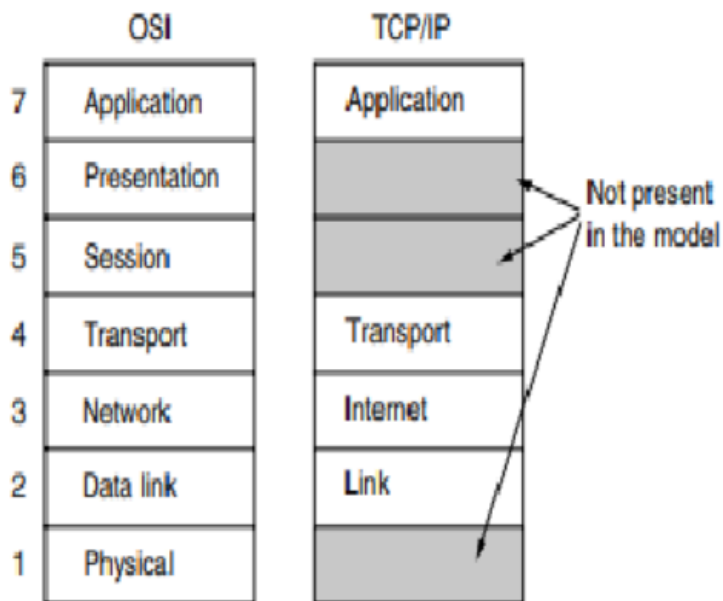 OSI TCP/IP
7 Application Application
6 Presentation
Not present
in the model
5 Session
4 Transport Transport
3 Network Internet
2 Data link Link
1 Physical